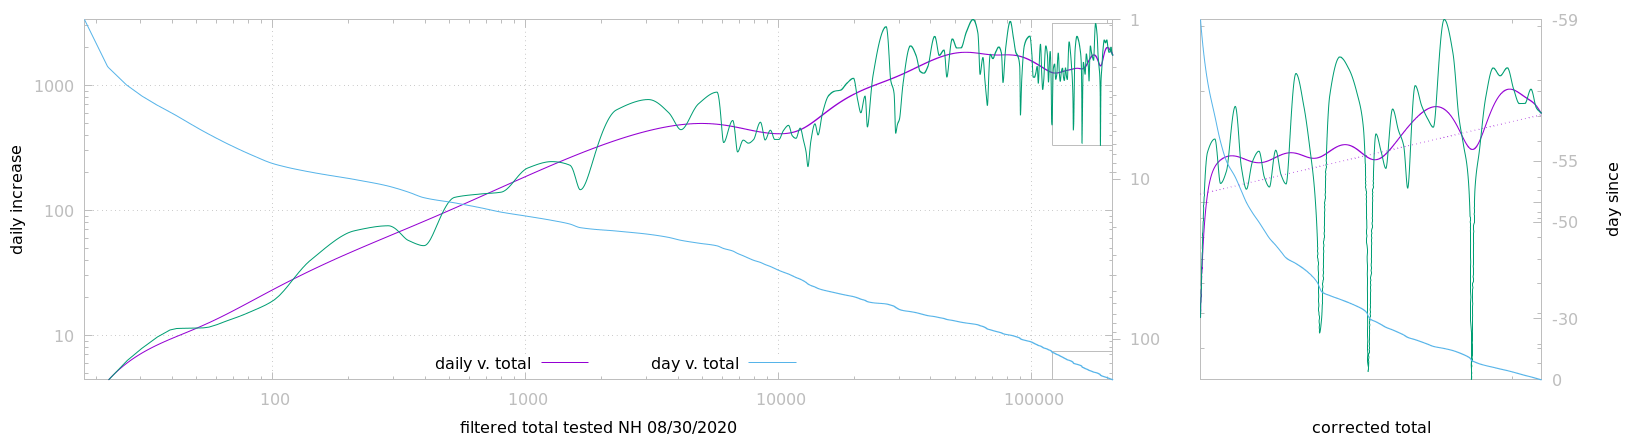 1000
100
10
daily increase
daily v. total
day v. total
100
1000
10000
100000
filtered total tested NH 08/30/2020
1
10
100
-59
-55
-50
-30
0
day since
corrected total